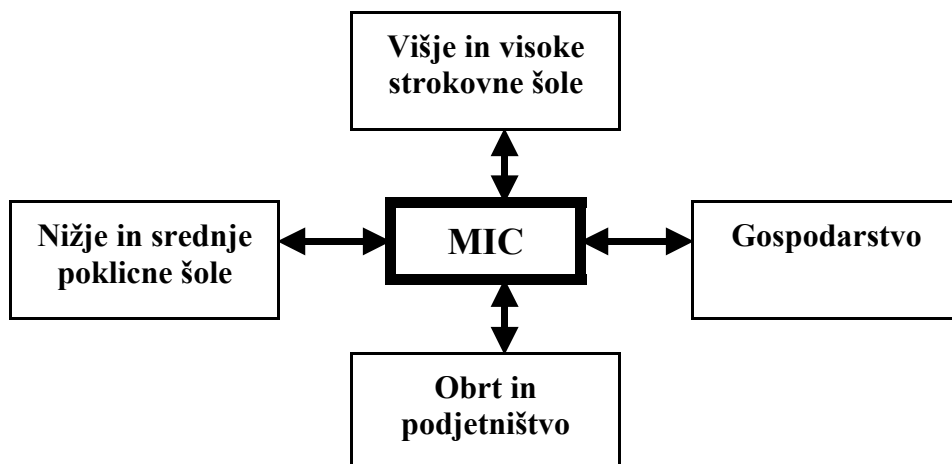 Višje in visoke
strokovne šole
Nižje in srednje
poklicne šole
MIC
Gospodarstvo
Obrt in
podjetništvo